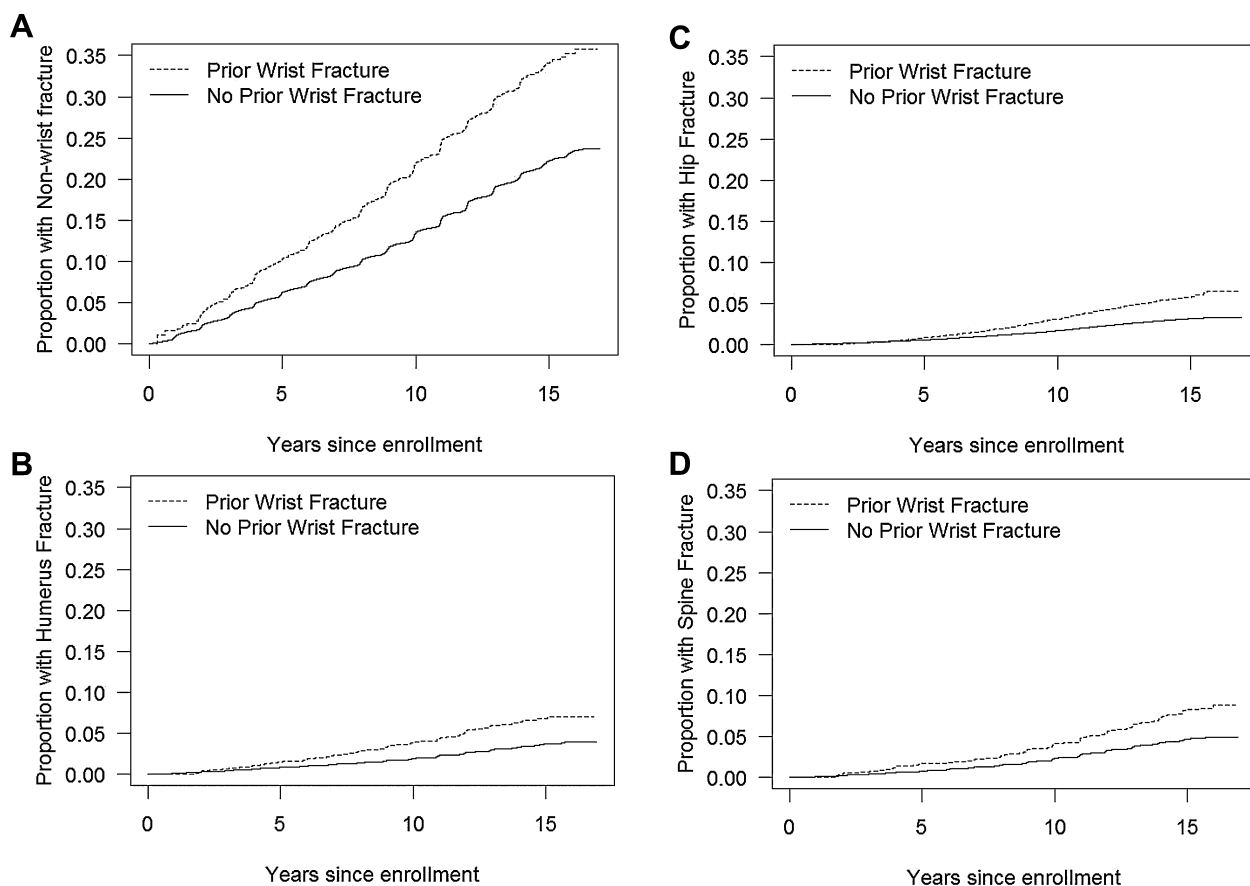 A
Proportion with Non-wrist fracture
0.35
0.30
0.25
0.20
0.15
0.10
0.05
0.00
Prior Wrist Fracture
No Prior Wrist Fracture
0 5 10 15
Years since enrollment
C
Proportion with Hip Fracture
0.35
0.30
0.25
0.20
0.15
0.10
0.05
0.00
Prior Wrist Fracture
No Prior Wrist Fracture
0 5 10 15
Years since enrollment
B
Proportion with Humerus Fracture
0.35
0.30
0.25
0.20
0.15
0.10
0.05
0.00
Prior Wrist Fracture
No Prior Wrist Fracture
0 5 10 15
Years since enrollment
D
Proportion with Spine Fracture
0.35
0.30
0.25
0.20
0.15
0.10
0.05
0.00
Prior Wrist Fracture
No Prior Wrist Fracture
0 5 10 15
Years since enrollment